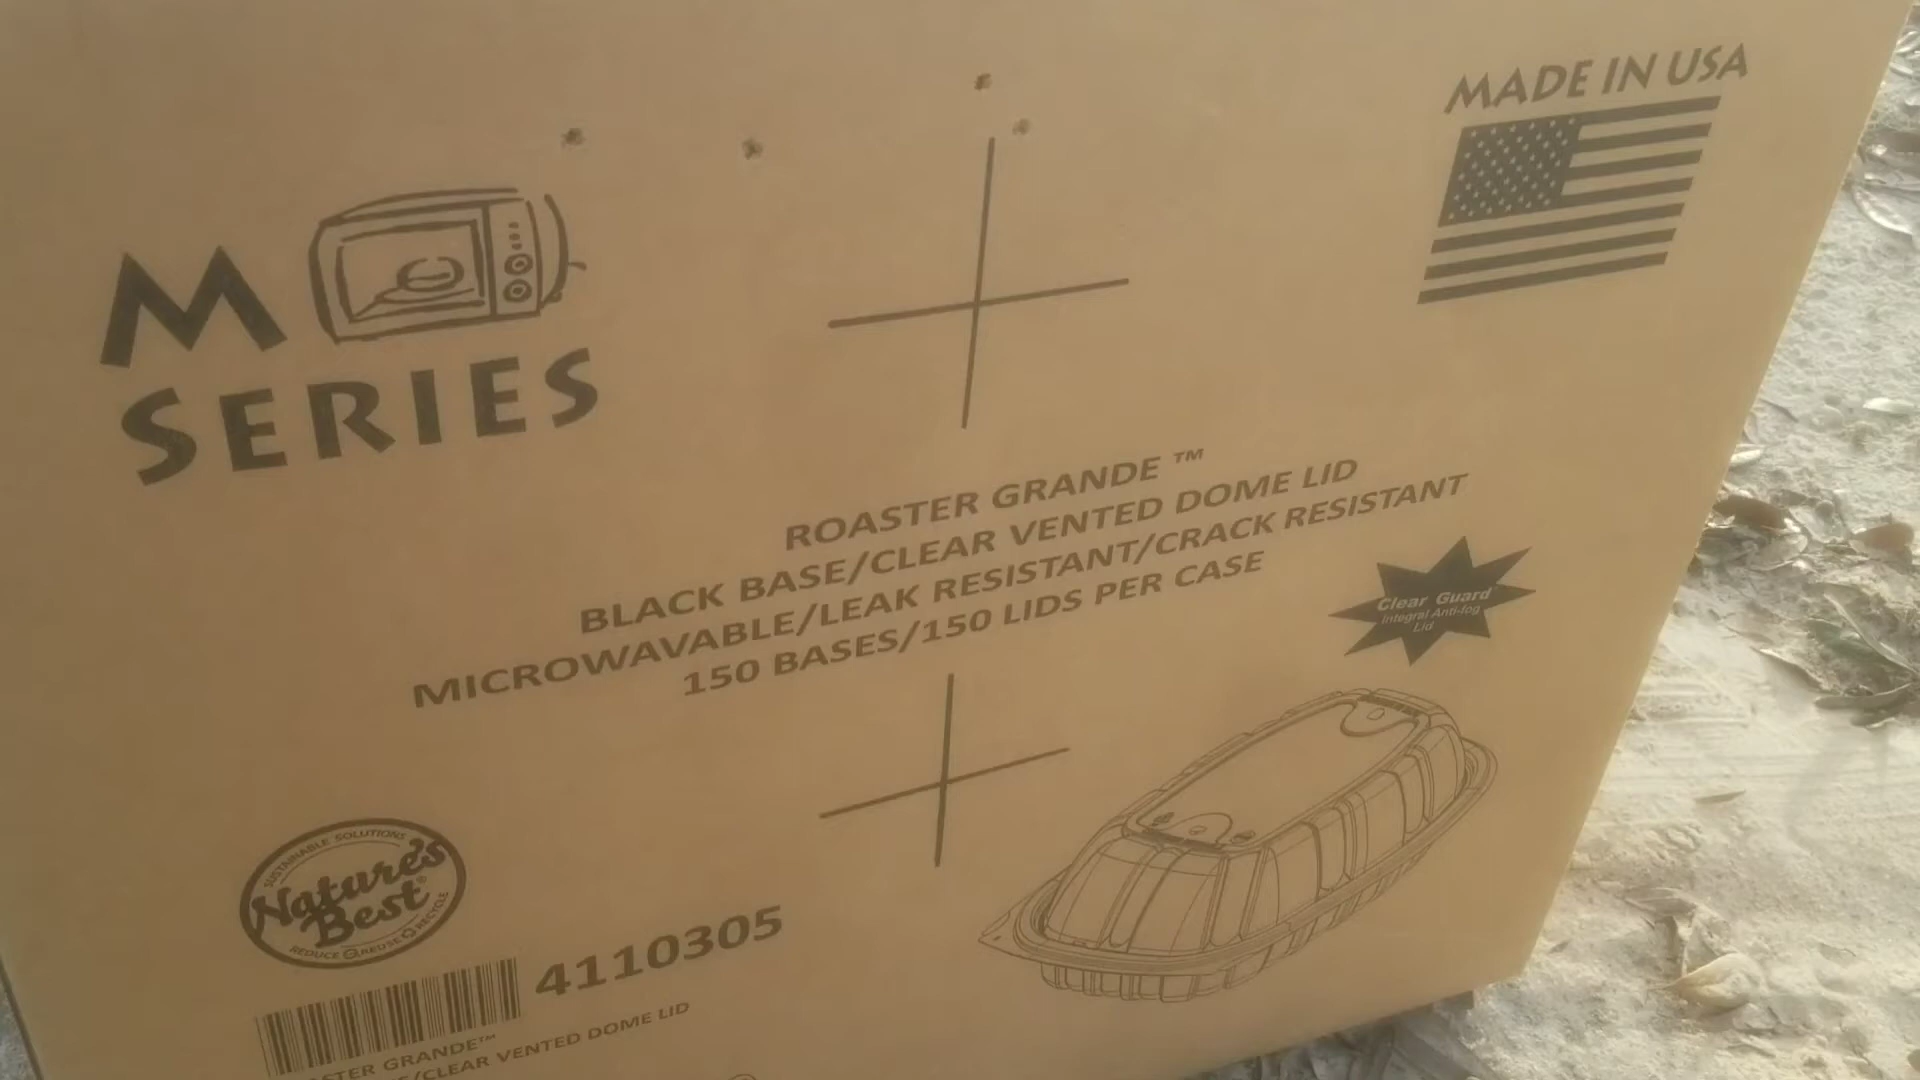 MADE IN USA
M
SERIES
ROASTER GRANDE ™
BLACK BASE/CLEAR VENTED DOME LID
MICROWAVABLE/LEAK RESISTANT/CRACK RESISTANT
150 BASES/150 LIDS PER CASE
Clear Guard
Integral Anti-fog
Lid
SUSTAINABLE SOLUTIONS
Nature's
Best®
REDUCE REUSE RECYCLE
4110305
GRANDE™
CLEAR VENTED DOME LID